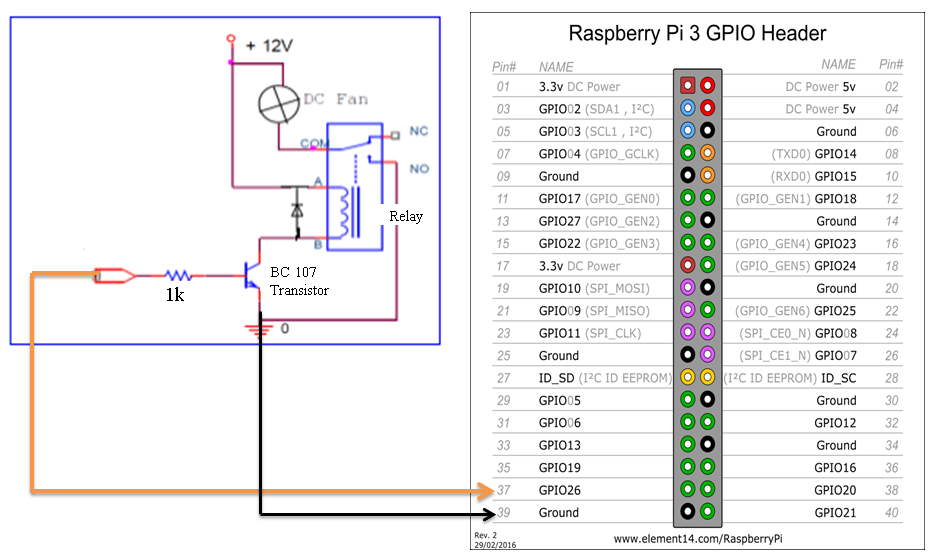 + 12V
DC Fan
COM
NC
NO
A
Relay
B
BC 107
Transistor
1k
0
Raspberry Pi 3 GPIO Header
Pin# NAME NAME Pin#
01 3.3v DC Power DC Power 5v 02
03 GPIO02 (SDA1 , I²C) DC Power 5v 04
05 GPIO03 (SCL1 , I²C) Ground 06
07 GPIO04 (GPIO_GCLK) (TXD0) GPIO14 08
09 Ground (RXD0) GPIO15 10
11 GPIO17 (GPIO_GEN0) (GPIO_GEN1) GPIO18 12
13 GPIO27 (GPIO_GEN2) Ground 14
15 GPIO22 (GPIO_GEN3) (GPIO_GEN4) GPIO23 16
17 3.3v DC Power (GPIO_GEN5) GPIO24 18
19 GPIO10 (SPI_MOSI) Ground 20
21 GPIO09 (SPI_MISO) (GPIO_GEN6) GPIO25 22
23 GPIO11 (SPI_CLK) (SPI_CE0_N) GPIO08 24
25 Ground (SPI_CE1_N) GPIO07 26
27 ID_SD (I²C ID EEPROM) (I²C ID EEPROM) ID_SC 28
29 GPIO05 Ground 30
31 GPIO06 GPIO12 32
33 GPIO13 Ground 34
35 GPIO19 GPIO16 36
37 GPIO26 GPIO20 38
39 Ground GPIO21 40
Rev. 2
29/02/2016
www.element14.com/RaspberryPi